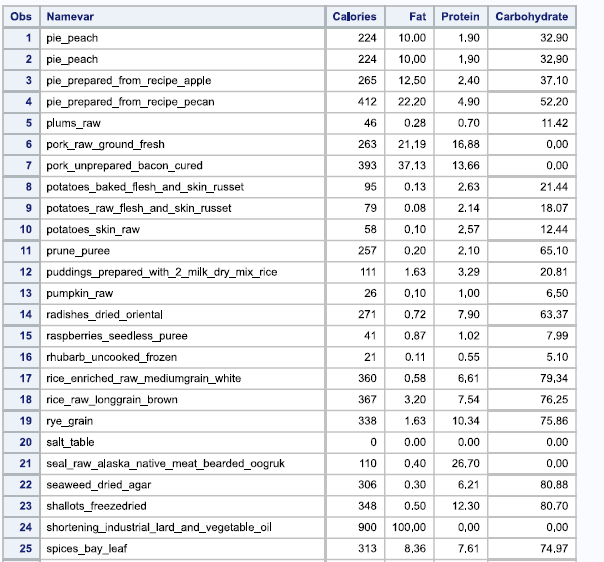 Obs Namevar Calories Fat Protein Carbohydrate
1 pie_peach 224 10.00 1.90 32.90
2 pie_peach 224 10.00 1.90 32.90
3 pie_prepared_from_recipe_apple 265 12.50 2.40 37.10
4 pie_prepared_from_recipe_pecan 412 22.20 4.90 52.20
5 plums_raw 46 0.28 0.70 11.42
6 pork_raw_ground_fresh 263 21.19 16.88 0.00
7 pork_unprepared_bacon_cured 393 37.13 13.66 0.00
8 potatoes_baked_flesh_and_skin_russet 95 0.13 2.63 21.44
9 potatoes_raw_flesh_and_skin_russet 79 0.08 2.14 18.07
10 potatoes_skin_raw 58 0.10 2.57 12.44
11 prune_puree 257 0.20 2.10 65.10
12 puddings_prepared_with_2_milk_dry_mix_rice 111 1.63 3.29 20.81
13 pumpkin_raw 26 0.10 1.00 6.50
14 radishes_dried_oriental 271 0.72 7.90 63.37
15 raspberries_seedless_puree 41 0.87 1.02 7.99
16 rhubarb_uncooked_frozen 21 0.11 0.55 5.10
17 rice_enriched_raw_mediumgrain_white 360 0.58 6.61 79.34
18 rice_raw_longgrain_brown 367 3.20 7.54 76.25
19 rye_grain 338 1.63 10.34 75.86
20 salt_table 0 0.00 0.00 0.00
21 seal_raw_alaska_native_meat_bearded_oogruk 110 0.40 26.70 0.00
22 seaweed_dried_agar 306 0.30 6.21 80.88
23 shallots_freezedried 348 0.50 12.30 80.70
24 shortening_industrial_lard_and_vegetable_oil 900 100.00 0.00 0.00
25 spices_bay_leaf 313 8.36 7.61 74.97